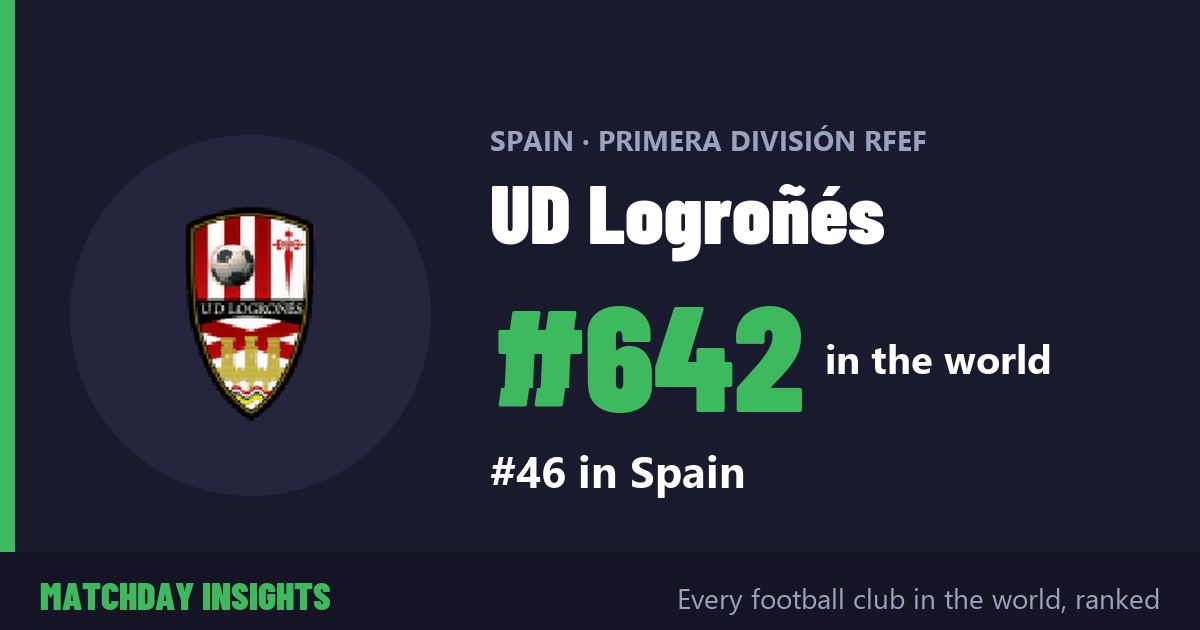 SPAIN · PRIMERA DIVISIÓN RFEF
UD Logroñés
#642 in the world
#46 in Spain
UD LOGROÑÉS
MATCHDAY INSIGHTS
Every football club in the world, ranked